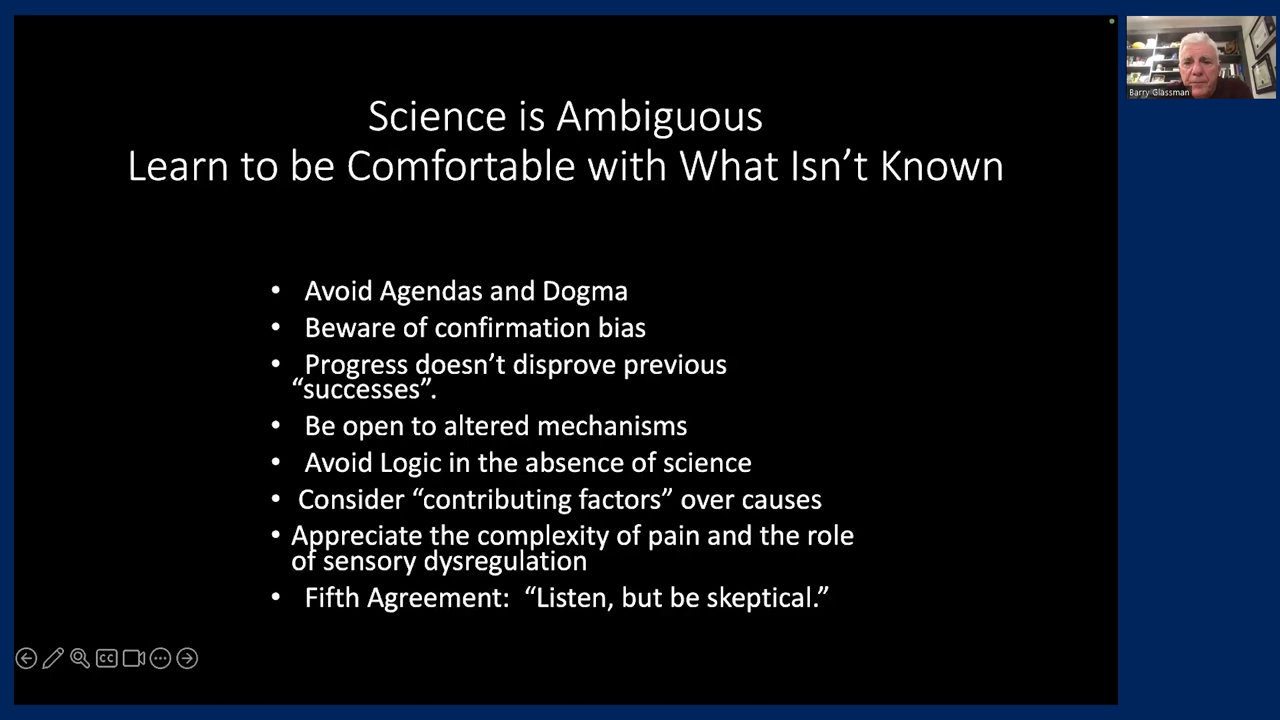 Science is Ambiguous
Learn to be Comfortable with What Isn’t Known
• Avoid Agendas and Dogma
• Beware of confirmation bias
• Progress doesn’t disprove previous
“successes”.
• Be open to altered mechanisms
• Avoid Logic in the absence of science
• Consider “contributing factors” over causes
• Appreciate the complexity of pain and the role
of sensory dysregulation
• Fifth Agreement: “Listen, but be skeptical.”
CC
Barry Glassman